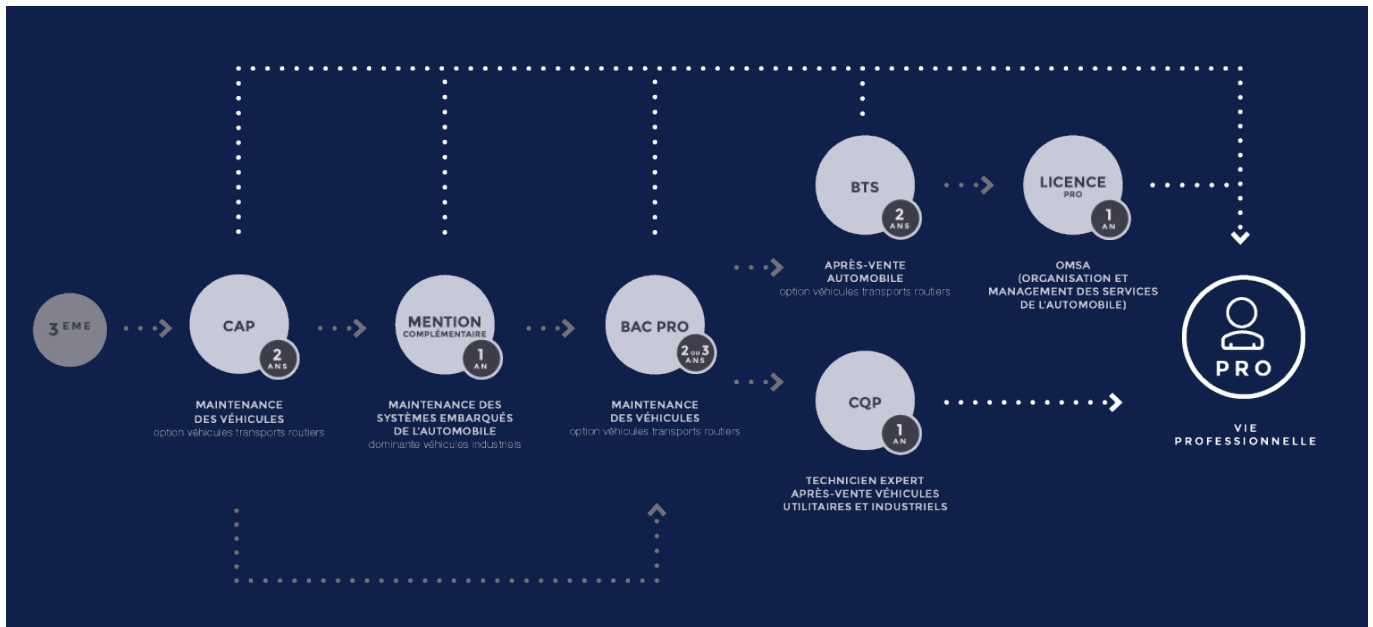 3 EME
CAP
2
ANS
MAINTENANCE
DES VÉHICULES
option véhicules transports routiers
MENTION
COMPLÉMENTAIRE
1
AN
MAINTENANCE DES
SYSTÈMES EMBARQUÉS
DE L'AUTOMOBILE
dominante véhicules industriels
BAC PRO
2 OU 3
ANS
MAINTENANCE
DES VÉHICULES
option véhicules transports routiers
BTS
2
ANS
APRÈS-VENTE
AUTOMOBILE
option véhicules transports routiers
LICENCE
PRO
1
AN
OMSA
(ORGANISATION ET
MANAGEMENT DES SERVICES
DE L'AUTOMOBILE)
CQP
1
AN
TECHNICIEN EXPERT
APRÈS-VENTE VÉHICULES
UTILITAIRES ET INDUSTRIELS
PRO
VIE
PROFESSIONNELLE